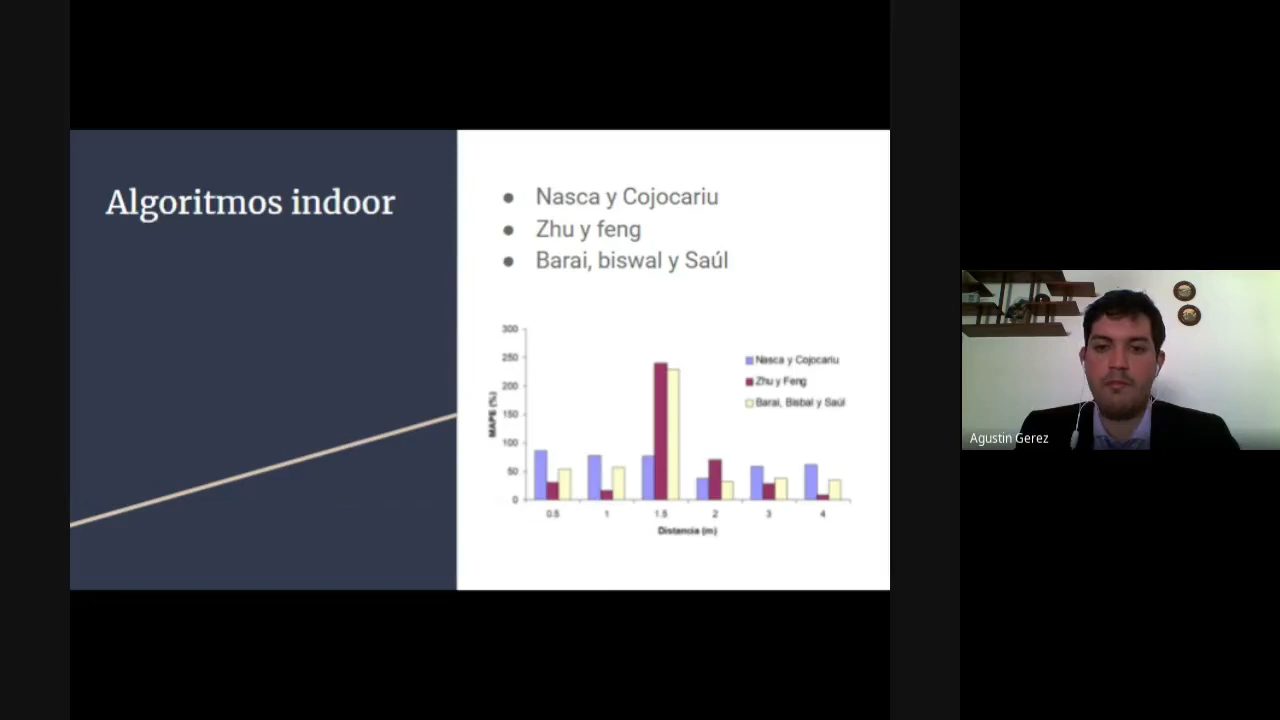 Algoritmos indoor
● Nasca y Cojocariu
● Zhu y feng
● Barai, biswal y Saúl
300
250
200
150
100
50
0
MAPE (%)
Nasca y Cojocariu
Zhu y Feng
Barai, Bisbal y Saúl
0.5 1 1.5 2 3 4
Distancia (m)
Agustin Gerez